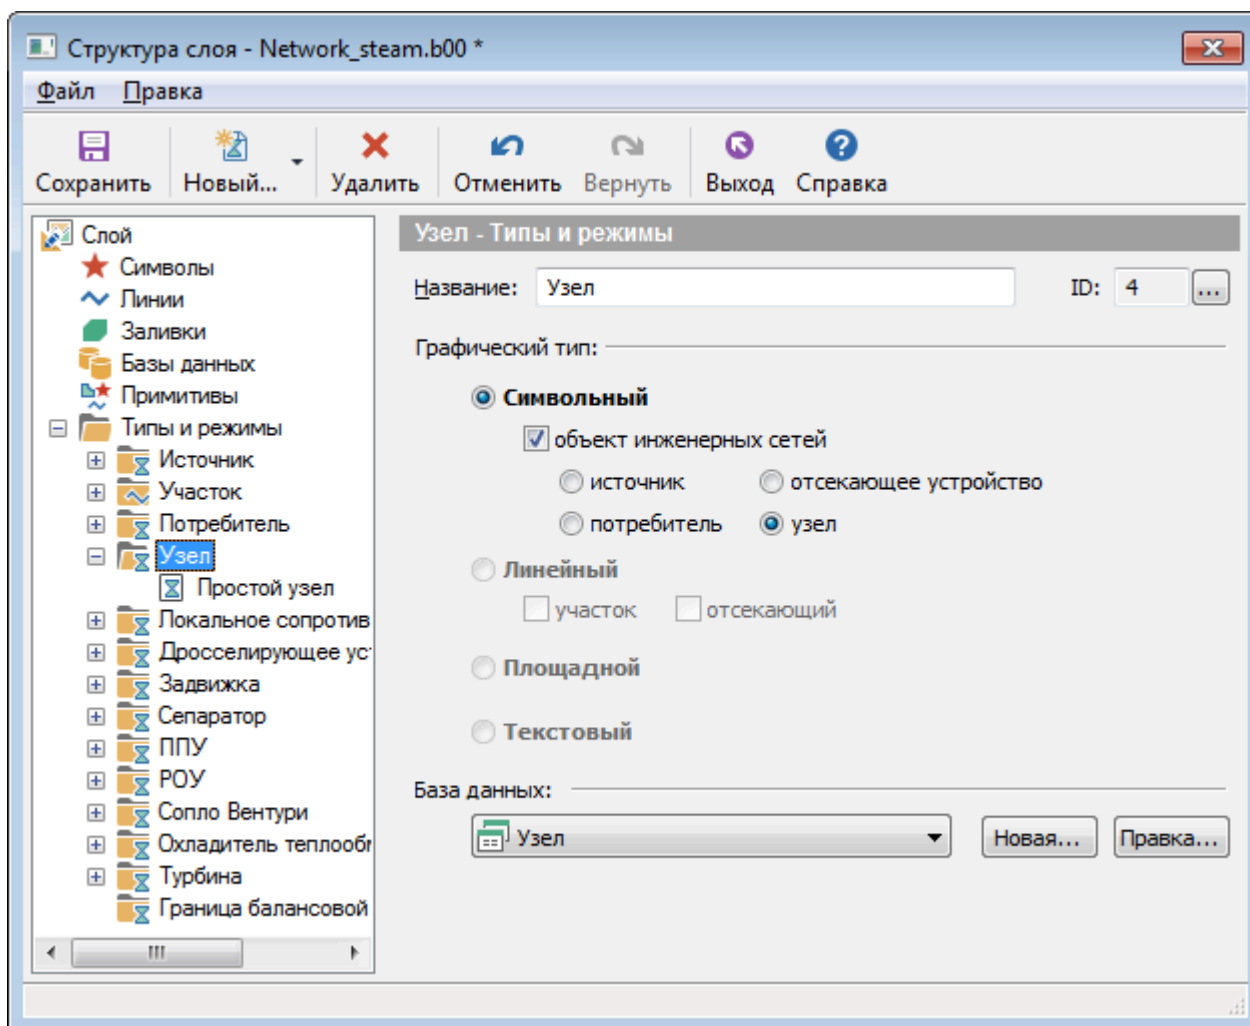 Структура слоя - Network_steam.b00 *
Файл Правка
Сохранить Новый... Удалить Отменить Вернуть Выход Справка
Слой
Символы
Линии
Заливки
Базы данных
Примитивы
Типы и режимы
Источник
Участок
Потребитель
Узел
Простой узел
Локальное сопротив
Дросселирующее ус
Задвижка
Сепаратор
ППУ
РОУ
Сопло Вентури
Охладитель теплооб
Турбина
Граница балансовой
Узел - Типы и режимы
Название: Узел ID: 4 ...
Графический тип:
Символьный
объект инженерных сетей
источник отсекающее устройство
потребитель узел
Линейный
участок отсекающий
Площадной
Текстовый
База данных:
Узел Новая... Правка...